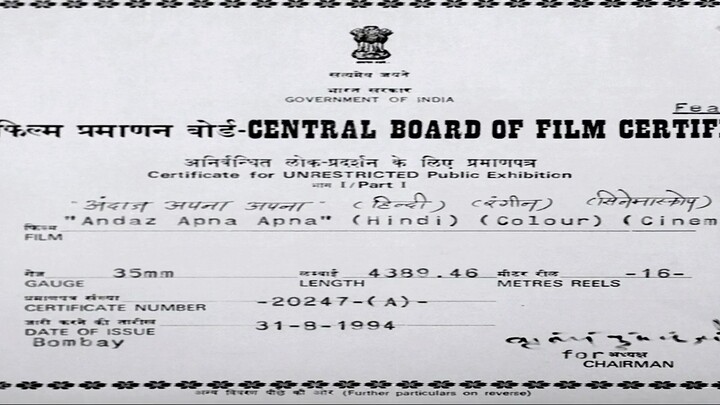 सत्यमेव जयते
भारत सरकार
GOVERNMENT OF INDIA
Fea
फिल्म प्रमाणन बोर्ड-CENTRAL BOARD OF FILM CERTIF
अनिर्बन्धित लोक-प्रदर्शन के लिए प्रमाणपत्र
Certificate for UNRESTRICTED Public Exhibition
भाग I/Part I
अंदाज़ अपना अपना (हिन्दी) (रंगीन) (सिनेमास्कोप)
"Andaz Apna Apna" (Hindi) (Colour) (Cinem
फिल्म
FILM
गेज 35mm लम्बाई 4389.46 मीटर रील -16-
GAUGE LENGTH METRES REELS
प्रमाणपत्र संख्या
CERTIFICATE NUMBER -20247-(A)-
जारी करने की तारीख
DATE OF ISSUE 31-8-1994
Bombay
for अध्यक्ष
CHAIRMAN
अन्य विवरण पीछे की ओर (Further particulars on reverse)